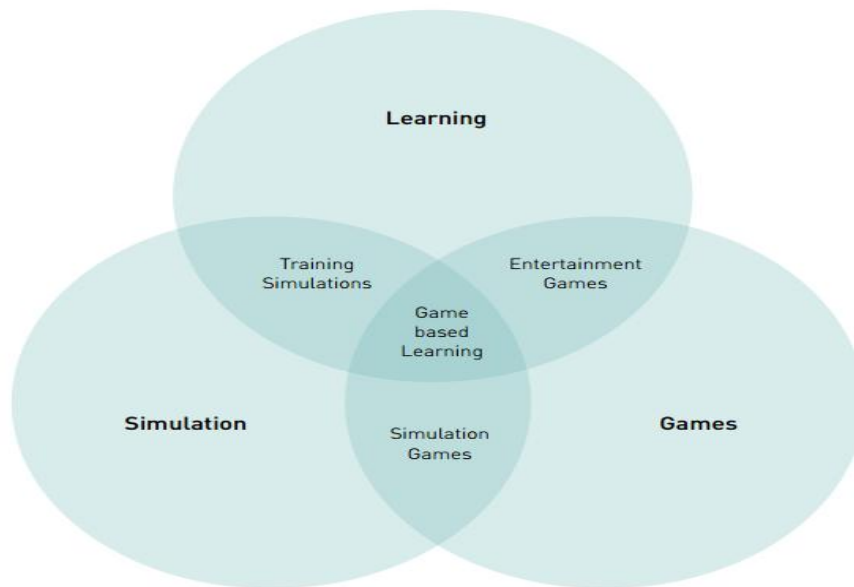 Learning
Training
Simulations
Entertainment
Games
Game
based
Learning
Simulation
Games
Simulation
Games